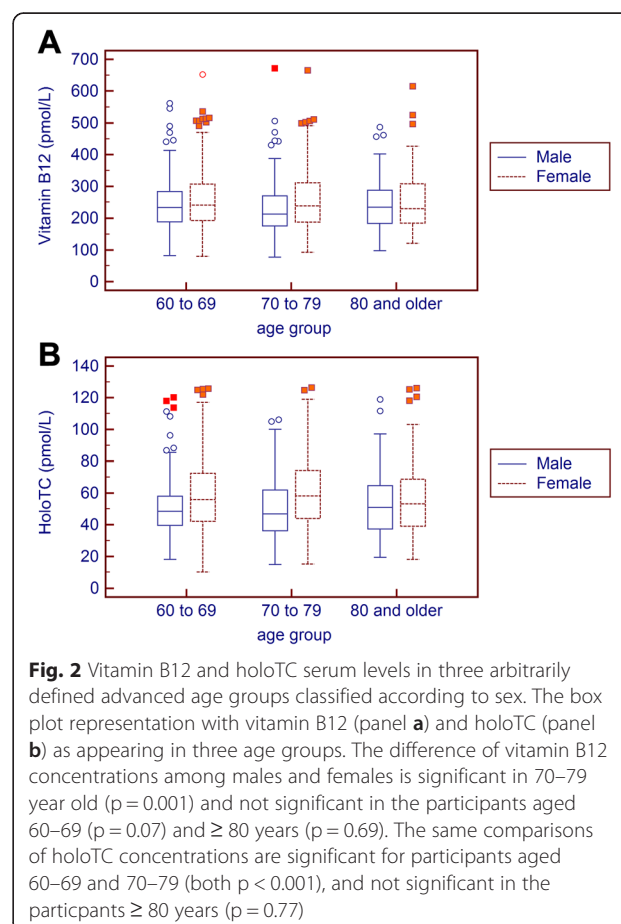 A
Vitamin B12 (pmol/L)
700
600
500
400
300
200
100
0
60 to 69 70 to 79 80 and older
age group
Male
Female
B
HoloTC (pmol/L)
140
120
100
80
60
40
20
0
60 to 69 70 to 79 80 and older
age group
Male
Female
Fig. 2 Vitamin B12 and holoTC serum levels in three arbitrarily
defined advanced age groups classified according to sex. The box
plot representation with vitamin B12 (panel a) and holoTC (panel
b) as appearing in three age groups. The difference of vitamin B12
concentrations among males and females is significant in 70–79
year old (p = 0.001) and not significant in the participants aged
60–69 (p = 0.07) and ≥ 80 years (p = 0.69). The same comparisons
of holoTC concentrations are significant for participants aged
60–69 and 70–79 (both p < 0.001), and not significant in the
particpants ≥ 80 years (p = 0.77)